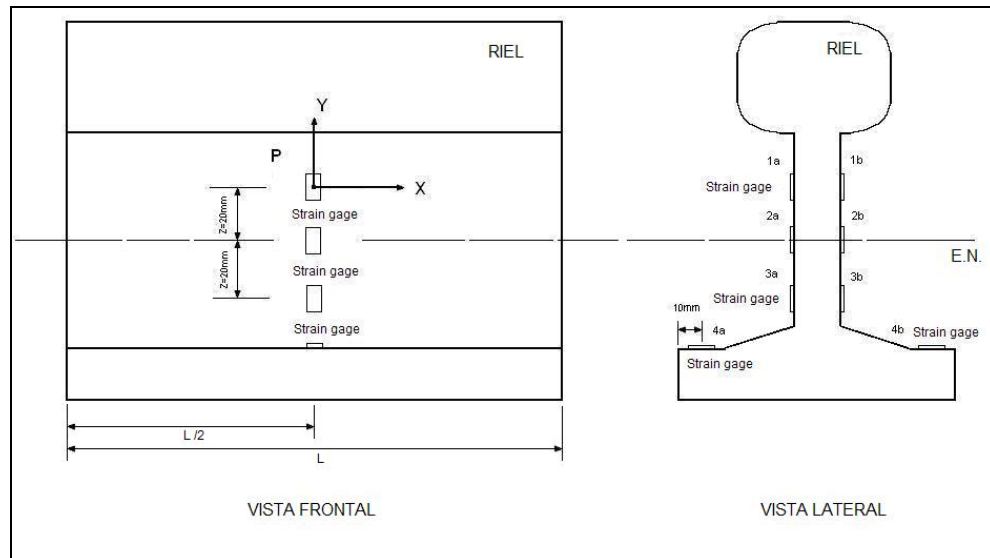 RIEL
Y
P
X
Z=20mm
Strain gage
Z=20mm
Strain gage
Strain gage
L /2
L
VISTA FRONTAL
RIEL
1a
1b
Strain gage
2a
2b
E.N.
3a
3b
Strain gage
10mm
4a
4b
Strain gage
Strain gage
VISTA LATERAL